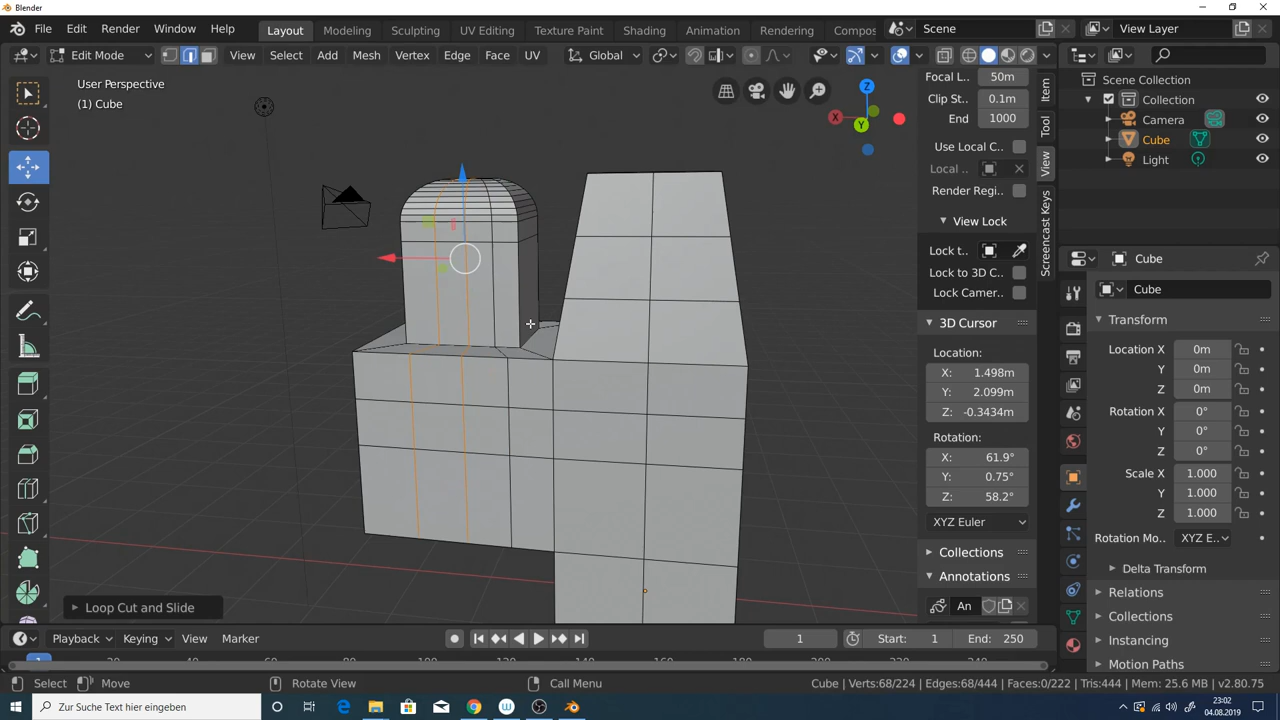 Blender
File Edit Render Window Help Layout Modeling Sculpting UV Editing Texture Paint Shading Animation Rendering Compos Scene View Layer
Edit Mode View Select Add Mesh Vertex Edge Face UV Global
User Perspective
(1) Cube
Z
X
Y
Focal L... 50m
Clip St... 0.1m
End 1000
Use Local C...
Local ...
Render Regi...
View Lock
Lock t...
Lock to 3D C...
Lock Camer...
3D Cursor
Location:
X: 1.498m
Y: 2.099m
Z: -0.3434m
Rotation:
X: 61.9°
Y: 0.75°
Z: 58.2°
XYZ Euler
Collections
Annotations
An
Item
Tool
View
Screencast Keys
Scene Collection
Collection
Camera
Cube
Light
Cube
Cube
Transform
Location X 0m
Y 0m
Z 0m
Rotation X 0°
Y 0°
Z 0°
Scale X 1.000
Y 1.000
Z 1.000
Rotation Mo... XYZ E..
Delta Transform
Relations
Collections
Instancing
Motion Paths
Loop Cut and Slide
Playback Keying View Marker 1 Start: 1 End: 250
Select Move Rotate View Call Menu Cube | Verts:68/224 | Edges:68/444 | Faces:0/222 | Tris:444 | Mem: 25.6 MB | v2.80.75
Zur Suche Text hier eingeben
23:02
04.08.2019